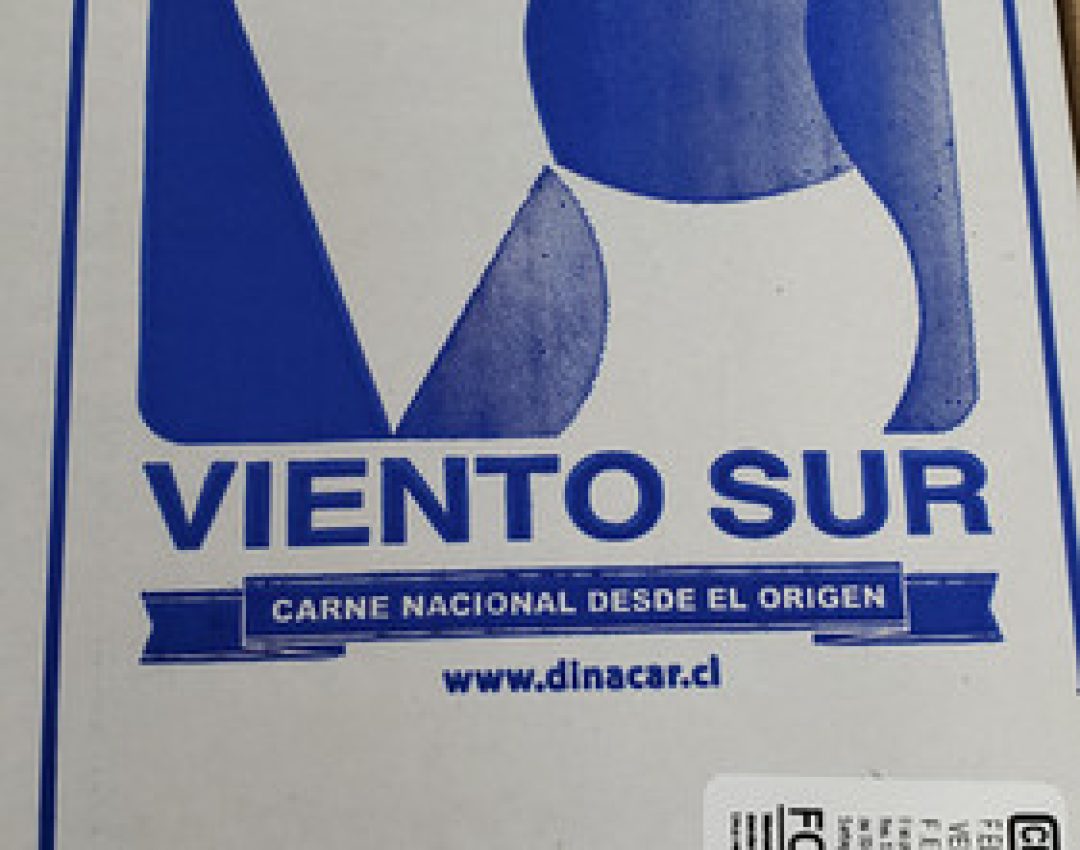 VIENTO SUR
CARNE NACIONAL DESDE EL ORIGEN
www.dinacar.cl